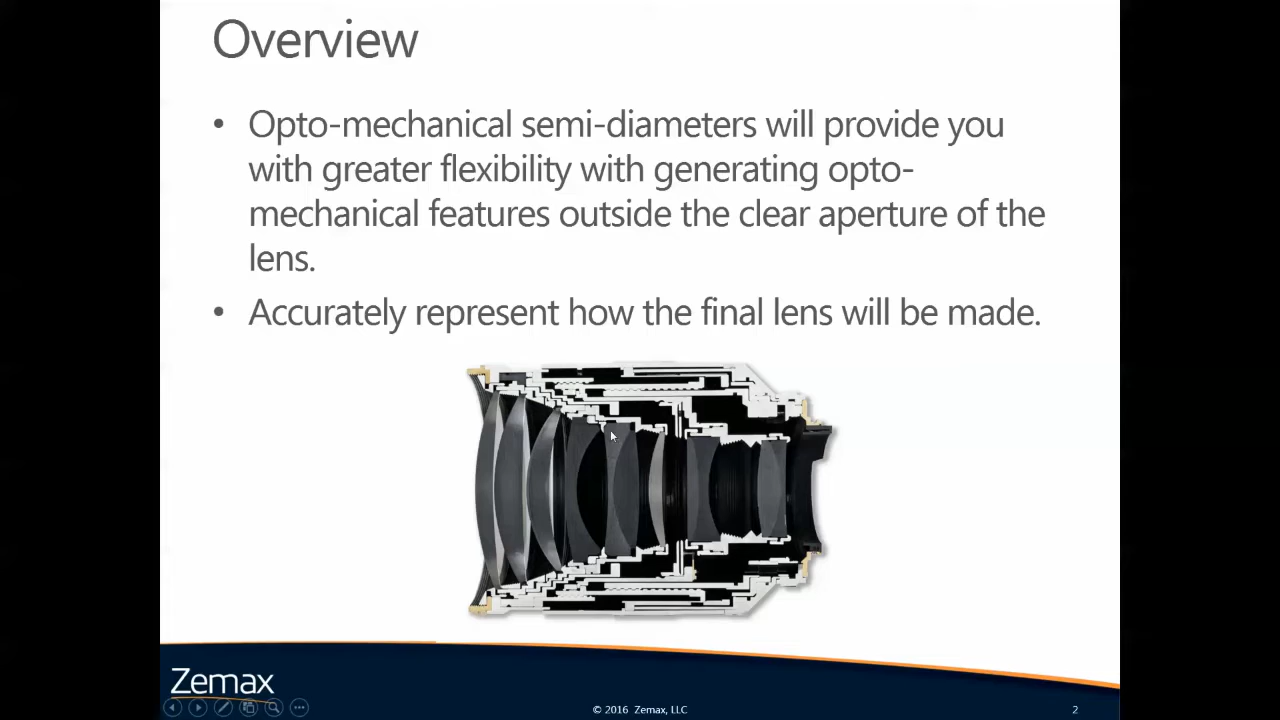 Overview
• Opto-mechanical semi-diameters will provide you
with greater flexibility with generating opto-
mechanical features outside the clear aperture of the
lens.
• Accurately represent how the final lens will be made.
Zemax
© 2016 Zemax, LLC
2